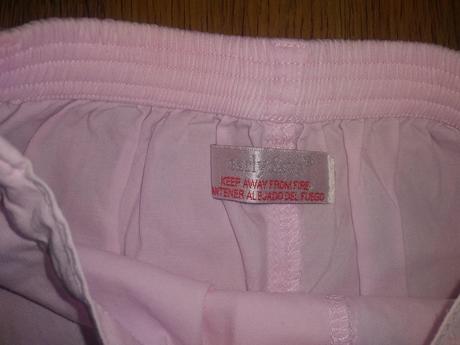 KEEP AWAY FROM FIRE
MANTENER ALEJADO DEL FUEGO